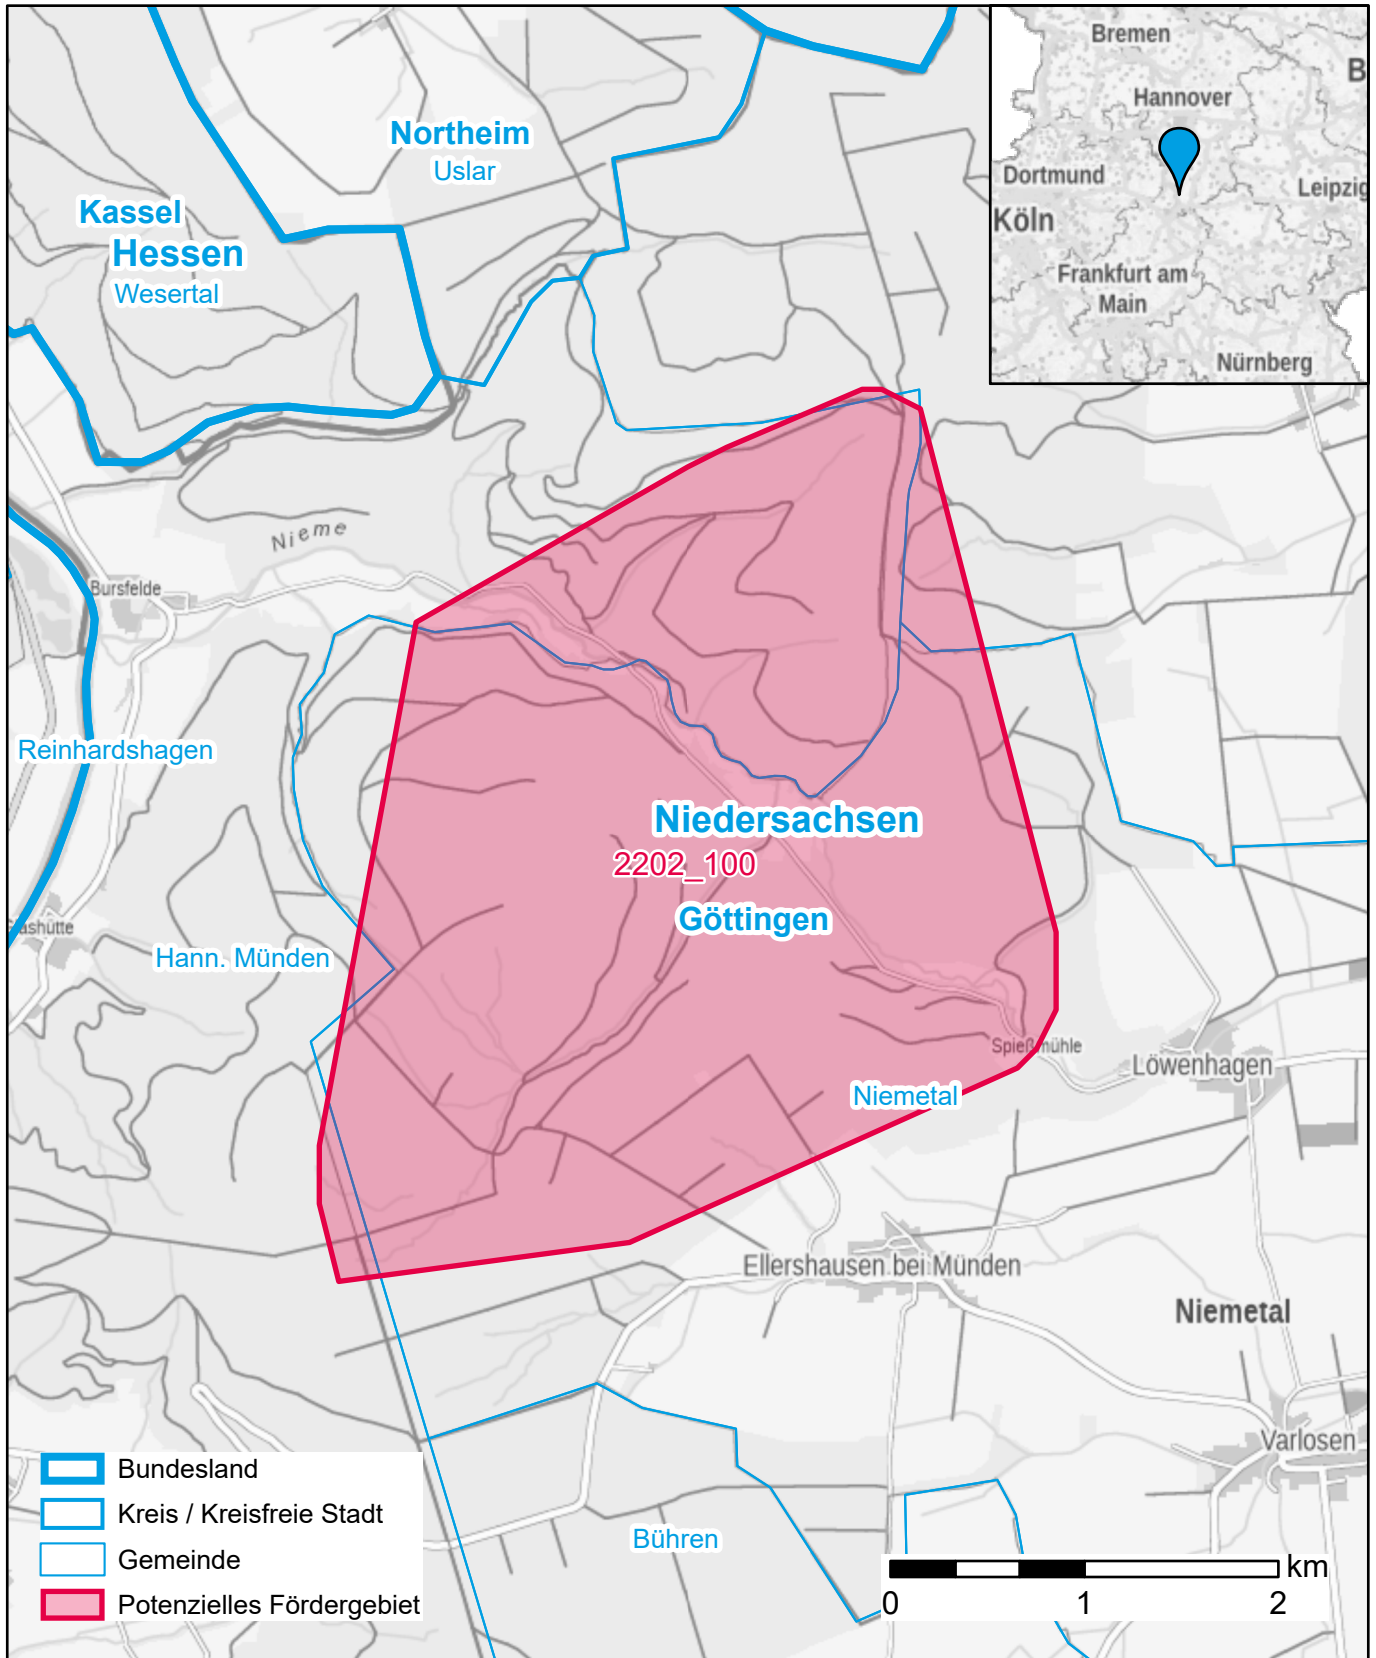 Bremen
B
Hannover
Dortmund
Leipzig
Köln
Frankfurt am
Main
Nürnberg
Northeim
Uslar
Kassel
Hessen
Wesertal
Nieme
Bursfelde
Reinhardshagen
Niedersachsen
2202_100
Göttingen
Hann. Münden
Spießmühle
Löwenhagen
Niemetal
Ellershausen bei Münden
Niemetal
Varlosen
Bühren
Bundesland
Kreis / Kreisfreie Stadt
Gemeinde
Potenzielles Fördergebiet
km
0 1 2